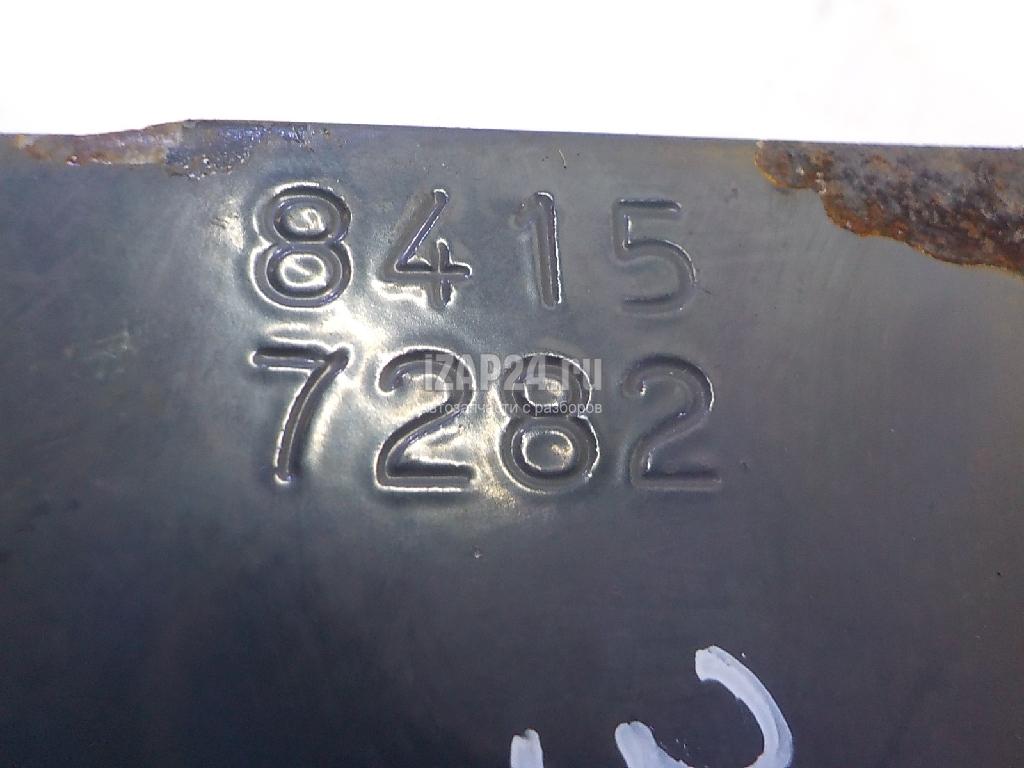 8415
7282
iZAP24.ru
автозапчасти с разборов